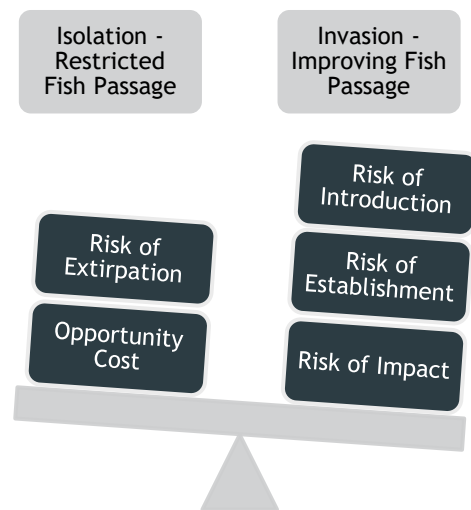 Isolation -
Restricted
Fish Passage
Invasion -
Improving Fish
Passage
Risk of
Extirpation
Opportunity
Cost
Risk of
Introduction
Risk of
Establishment
Risk of Impact